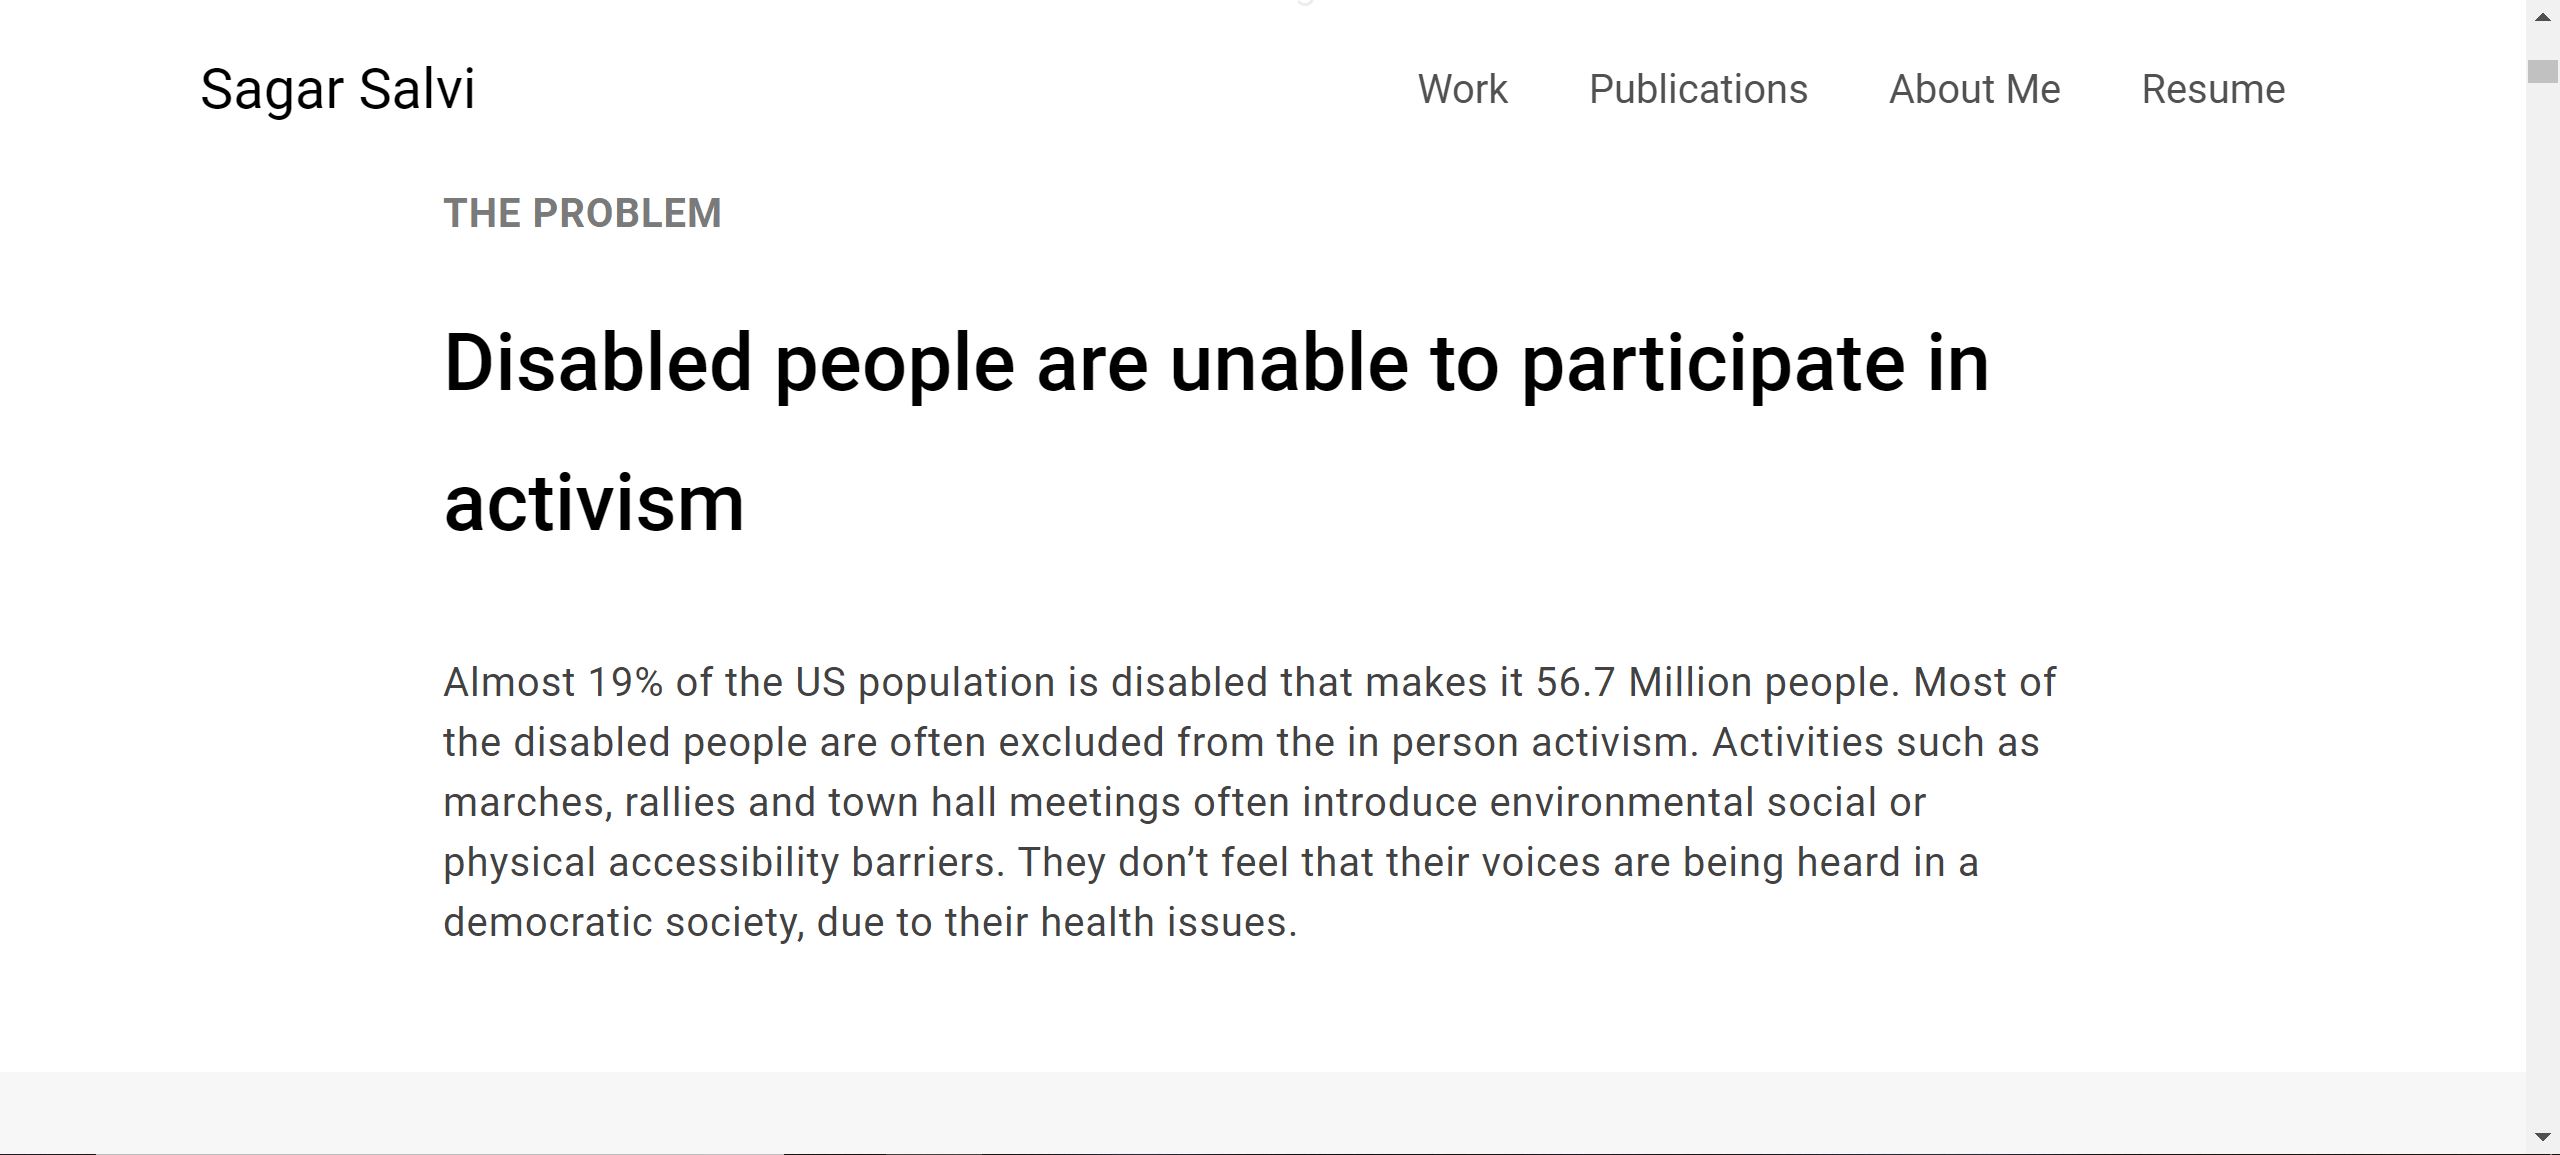 Sagar Salvi
Work Publications About Me Resume
THE PROBLEM
Disabled people are unable to participate in
activism
Almost 19% of the US population is disabled that makes it 56.7 Million people. Most of
the disabled people are often excluded from the in person activism. Activities such as
marches, rallies and town hall meetings often introduce environmental social or
physical accessibility barriers. They don’t feel that their voices are being heard in a
democratic society, due to their health issues.